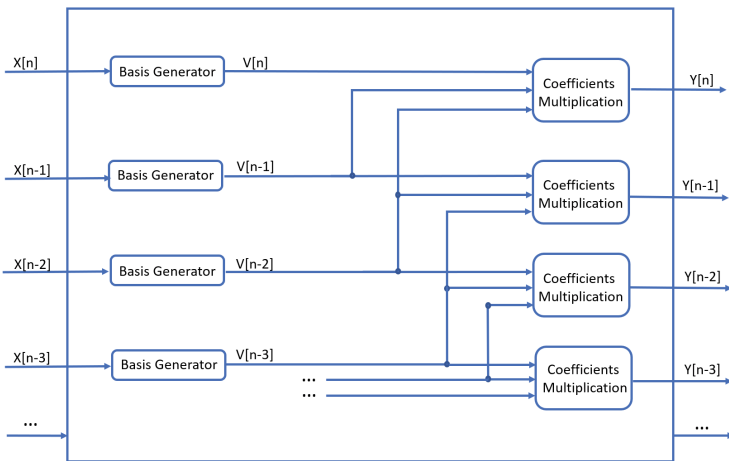 X[n]
Basis Generator
V[n]
Coefficients
Multiplication
Y[n]
X[n-1]
Basis Generator
V[n-1]
Coefficients
Multiplication
Y[n-1]
X[n-2]
Basis Generator
V[n-2]
Coefficients
Multiplication
Y[n-2]
X[n-3]
Basis Generator
V[n-3]
...
...
Coefficients
Multiplication
Y[n-3]
...
...